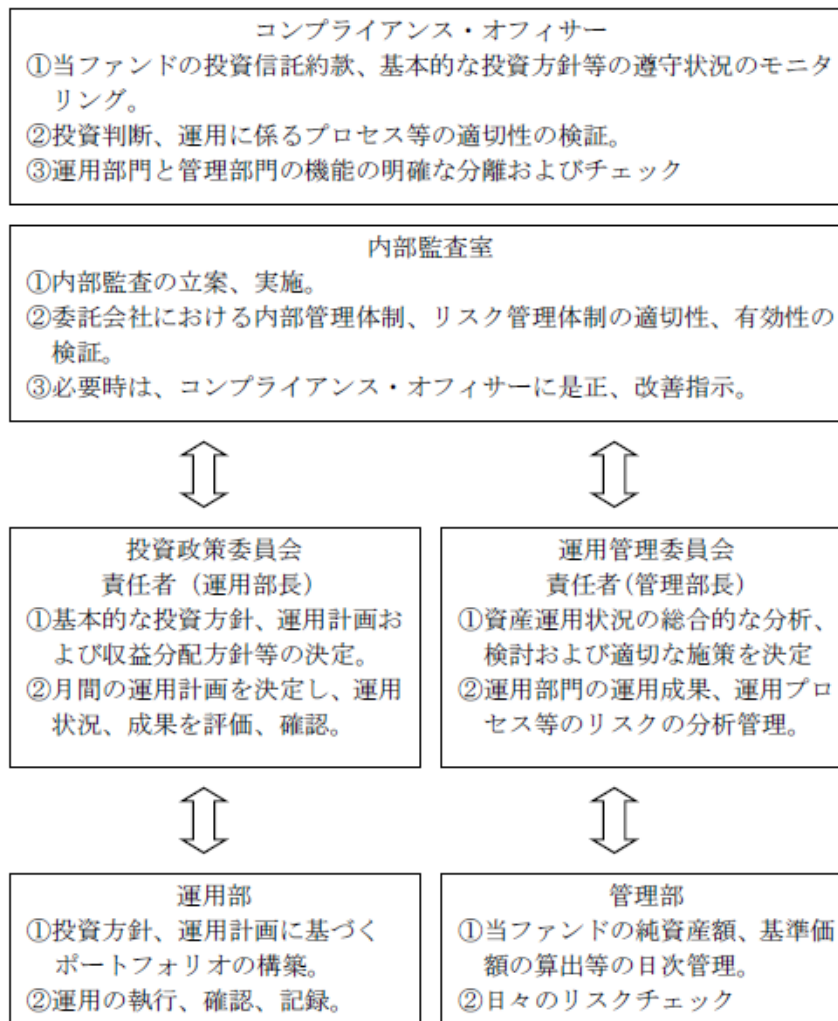 コンプライアンス・オフィサー
①当ファンドの投資信託約款、基本的な投資方針等の遵守状況のモニタ
リング。
②投資判断、運用に係るプロセス等の適切性の検証。
③運用部門と管理部門の機能の明確な分離およびチェック
内部監査室
①内部監査の立案、実施。
②委託会社における内部管理体制、リスク管理体制の適切性、有効性の
検証。
③必要時は、コンプライアンス・オフィサーに是正、改善指示。
投資政策委員会
責任者（運用部長）
①基本的な投資方針、運用計画お
よび収益分配方針等の決定。
②月間の運用計画を決定し、運用
状況、成果を評価、確認。
運用管理委員会
責任者(管理部長)
①資産運用状況の総合的な分析、
検討および適切な施策を決定
②運用部門の運用成果、運用プロ
セス等のリスクの分析管理。
運用部
①投資方針、運用計画に基づく
ポートフォリオの構築。
②運用の執行、確認、記録。
管理部
①当ファンドの純資産額、基準価
額の算出等の日次管理。
②日々のリスクチェック